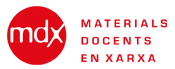 mdx
MATERIALS
DOCENTS
EN XARXA